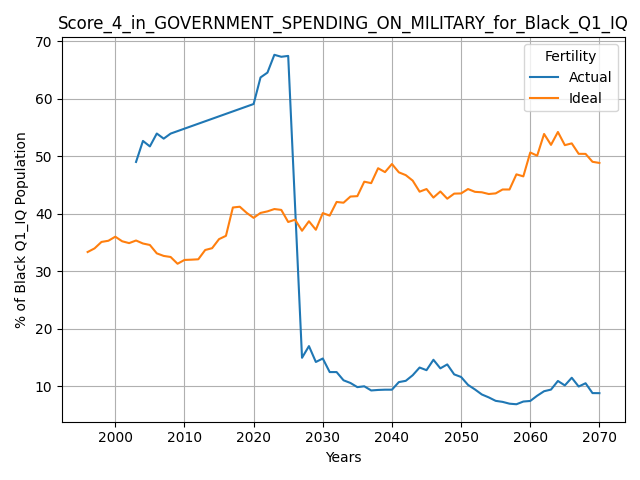 Score_4_in_GOVERNMENT_SPENDING_ON_MILITARY_for_Black_Q1_IQ
Fertility
Actual
Ideal
% of Black Q1_IQ Population
70
60
50
40
30
20
10
2000 2010 2020 2030 2040 2050 2060 2070
Years